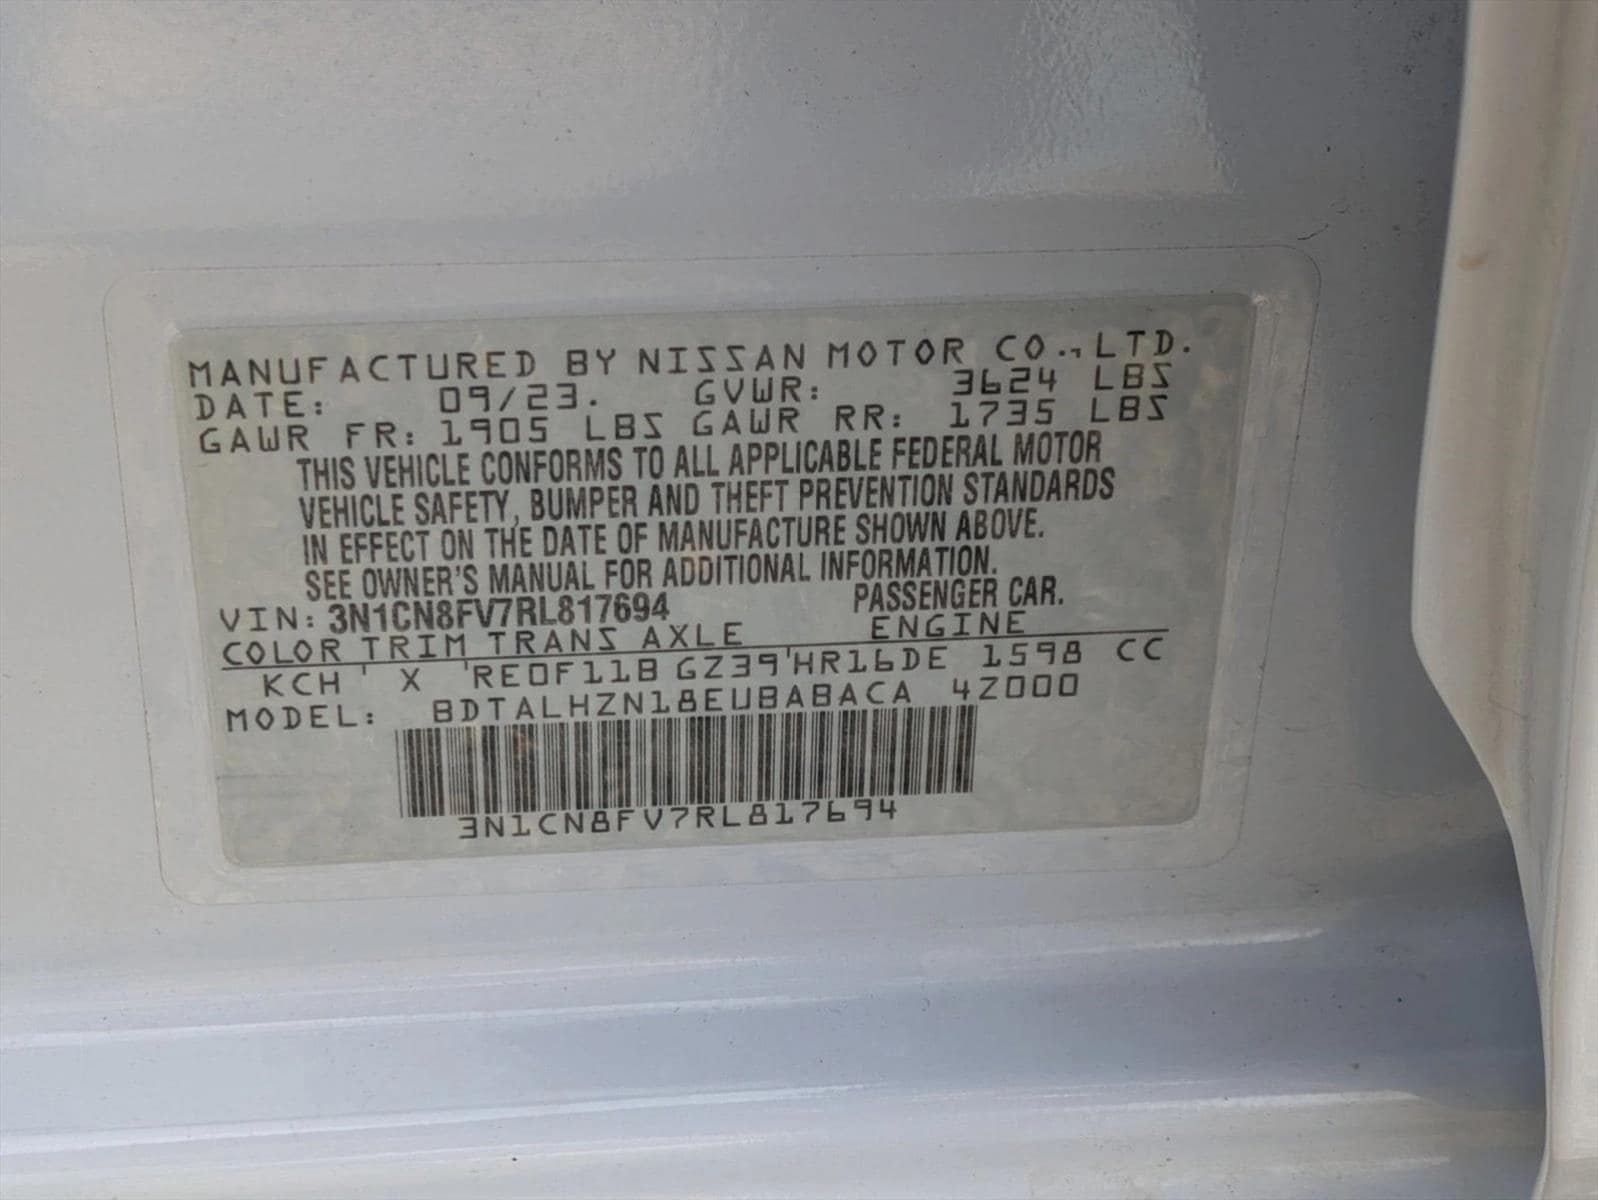 MANUFACTURED BY NISSAN MOTOR CO.,LTD.
DATE: 09/23. GVWR: 3624 LBS
GAWR FR: 1905 LBS GAWR RR: 1735 LBS
THIS VEHICLE CONFORMS TO ALL APPLICABLE FEDERAL MOTOR
VEHICLE SAFETY, BUMPER AND THEFT PREVENTION STANDARDS
IN EFFECT ON THE DATE OF MANUFACTURE SHOWN ABOVE.
SEE OWNER'S MANUAL FOR ADDITIONAL INFORMATION.
VIN: 3N1CN8FV7RL817694 PASSENGER CAR.
COLOR TRIM TRANS AXLE ENGINE
KCH ' X 'RE0F11B GZ39'HR16DE 1598 CC
MODEL: BDTALHZN18EUBABACA 4Z000
3N1CN8FV7RL817694